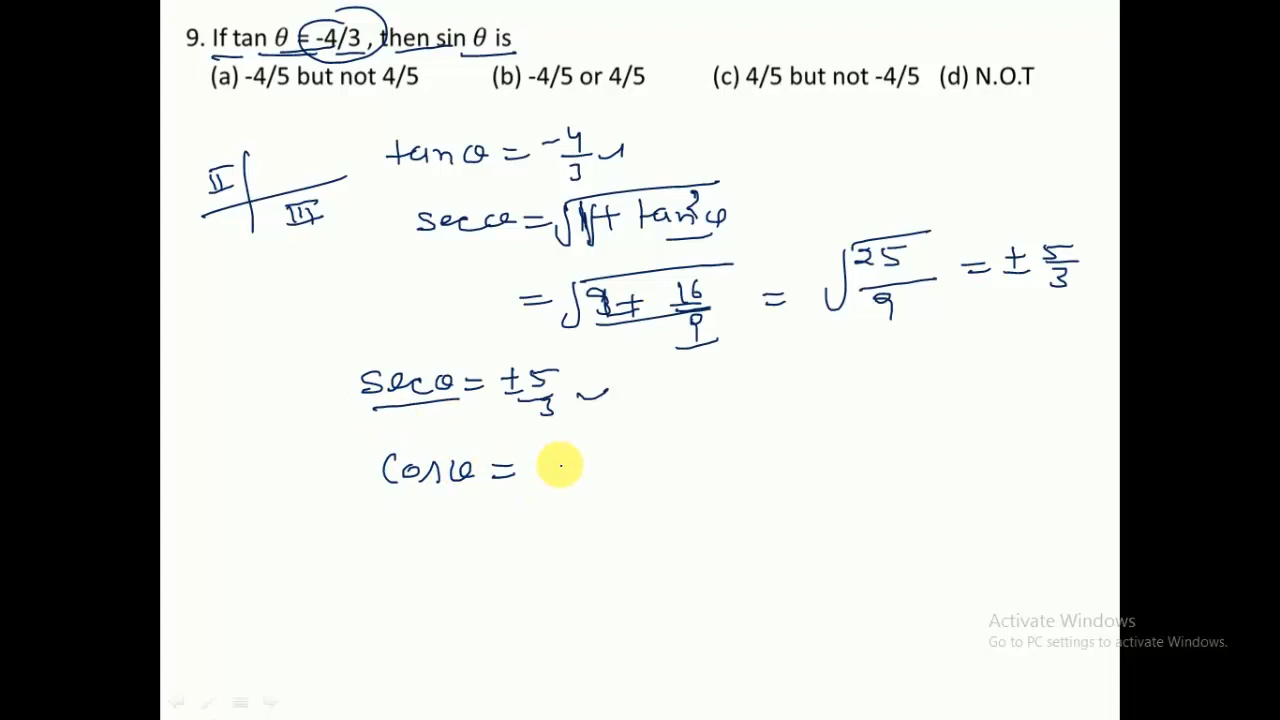 9. If tan θ = -4/3 , then sin θ is
(a) -4/5 but not 4/5 (b) -4/5 or 4/5 (c) 4/5 but not -4/5 (d) N.O.T
tanθ = -4/3
II
III
secθ = √1+ tan²θ
= √1+ 16/9 = √25/9 = ± 5/3
secθ = ±5/3
cosθ =
Activate Windows
Go to PC settings to activate Windows.